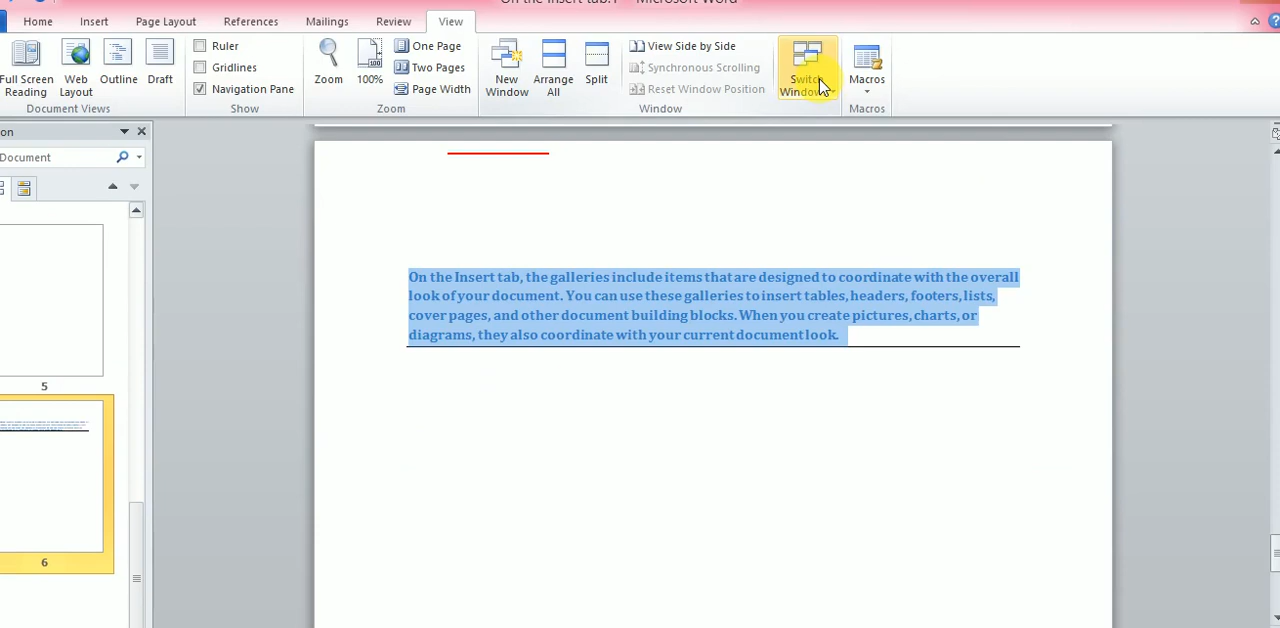 On the Insert tab.1 - Microsoft Word
Home Insert Page Layout References Mailings Review View
Full Screen Reading
Web Layout
Outline
Draft
Document Views
Ruler
Gridlines
Navigation Pane
Show
Zoom
100%
One Page
Two Pages
Page Width
Zoom
New Window
Arrange All
Split
View Side by Side
Synchronous Scrolling
Reset Window Position
Window
Switch Windows
Macros
Macros
Document
On the Insert tab, the galleries include items that are designed to coordinate with the overall
look of your document. You can use these galleries to insert tables, headers, footers, lists,
cover pages, and other document building blocks. When you create pictures, charts, or
diagrams, they also coordinate with your current document look.
5
6